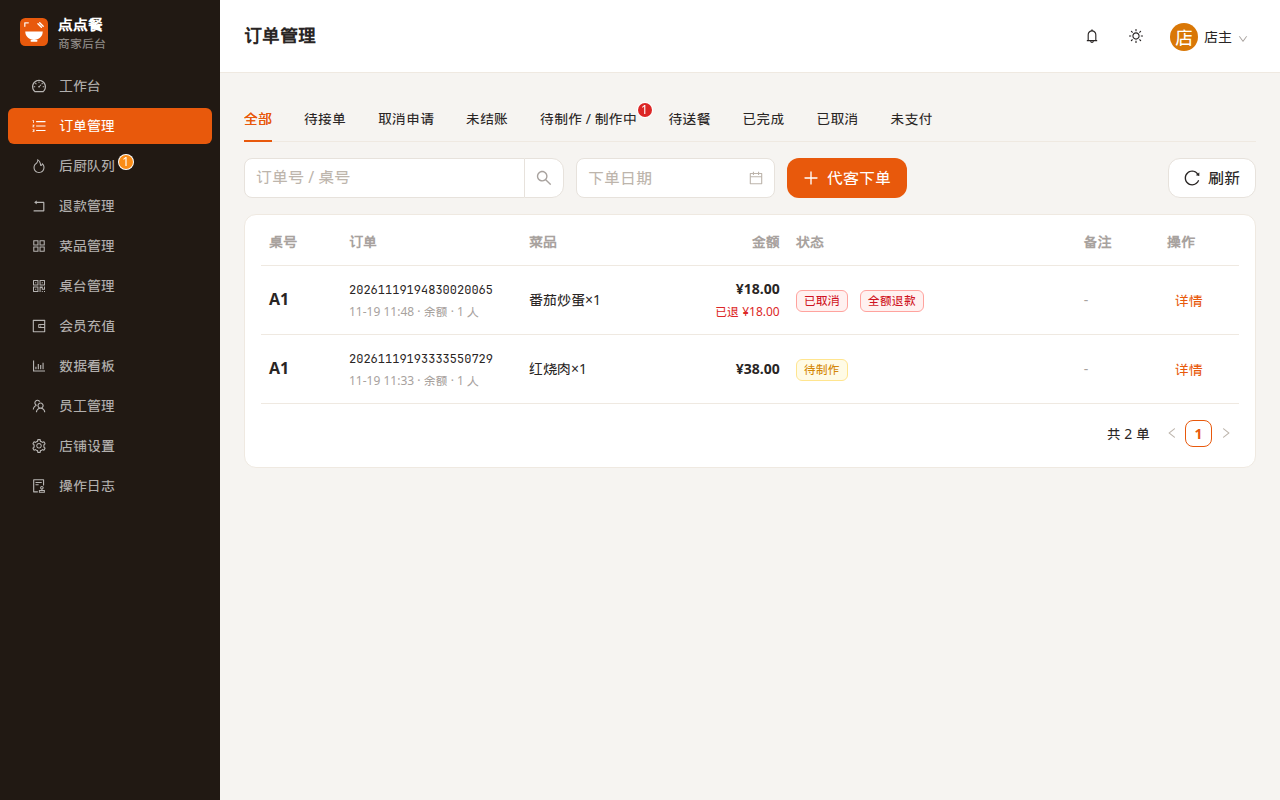 点点餐
商家后台
工作台
订单管理
后厨队列 1
退款管理
菜品管理
桌台管理
会员充值
数据看板
员工管理
店铺设置
操作日志
订单管理
店 店主
全部 待接单 取消申请 未结账 待制作 / 制作中 1 待送餐 已完成 已取消 未支付
订单号 / 桌号 下单日期 代客下单 刷新
桌号 订单 菜品 金额 状态 备注 操作
A1 20261119194830020065 番茄炒蛋×1 ¥18.00 已取消 全额退款 - 详情
11-19 11:48 · 余额 · 1 人 已退 ¥18.00
A1 20261119193333550729 红烧肉×1 ¥38.00 待制作 - 详情
11-19 11:33 · 余额 · 1 人
共 2 单 1